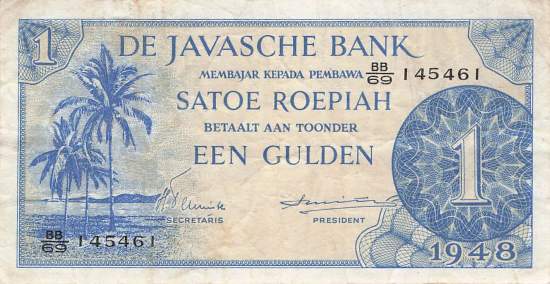 1
DE JAVASCHE BANK
MEMBAJAR KEPADA PEMBAWA
BB/69 145461
SATOE ROEPIAH
BETAALT AAN TOONDER
EEN GULDEN
1
SECRETARIS
PRESIDENT
BB/69 145461
1948